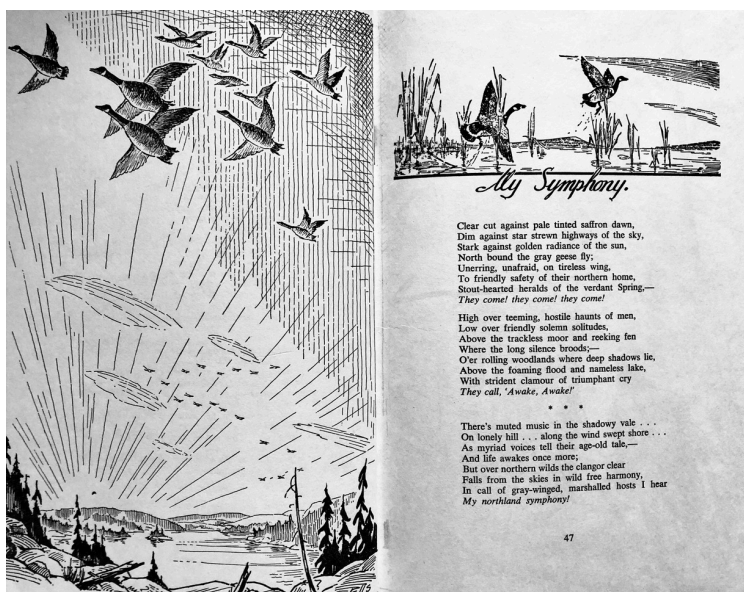 My Symphony.
Clear cut against pale tinted saffron dawn,
Dim against star strewn highways of the sky,
Stark against golden radiance of the sun,
North bound the gray geese fly;
Unerring, unafraid, on tireless wing,
To friendly safety of their northern home,
Stout-hearted heralds of the verdant Spring,—
They come! they come! they come!
High over teeming, hostile haunts of men,
Low over friendly solemn solitudes,
Above the trackless moor and reeking fen
Where the long silence broods;—
O'er rolling woodlands where deep shadows lie,
Above the foaming flood and nameless lake,
With strident clamour of triumphant cry
They call, 'Awake, Awake!'
* * *
There's muted music in the shadowy vale . . .
On lonely hill . . . along the wind swept shore . . .
As myriad voices tell their age-old tale,—
And life awakes once more;
But over northern wilds the clangor clear
Falls from the skies in wild free harmony,
In call of gray-winged, marshalled hosts I hear
My northland symphony!
47